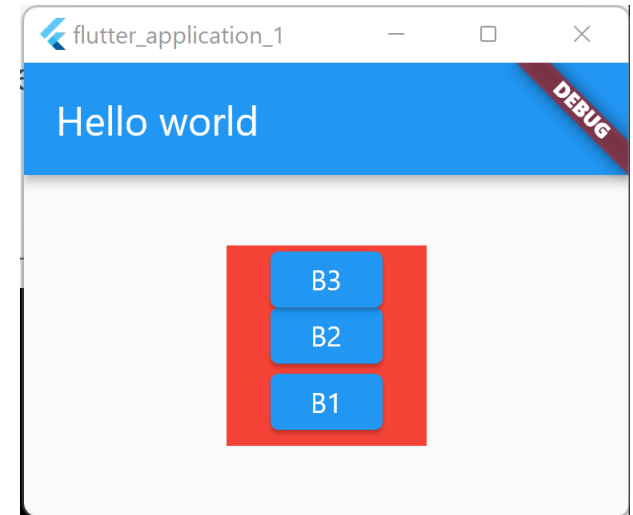 flutter_application_1
Hello world
DEBUG
B3
B2
B1